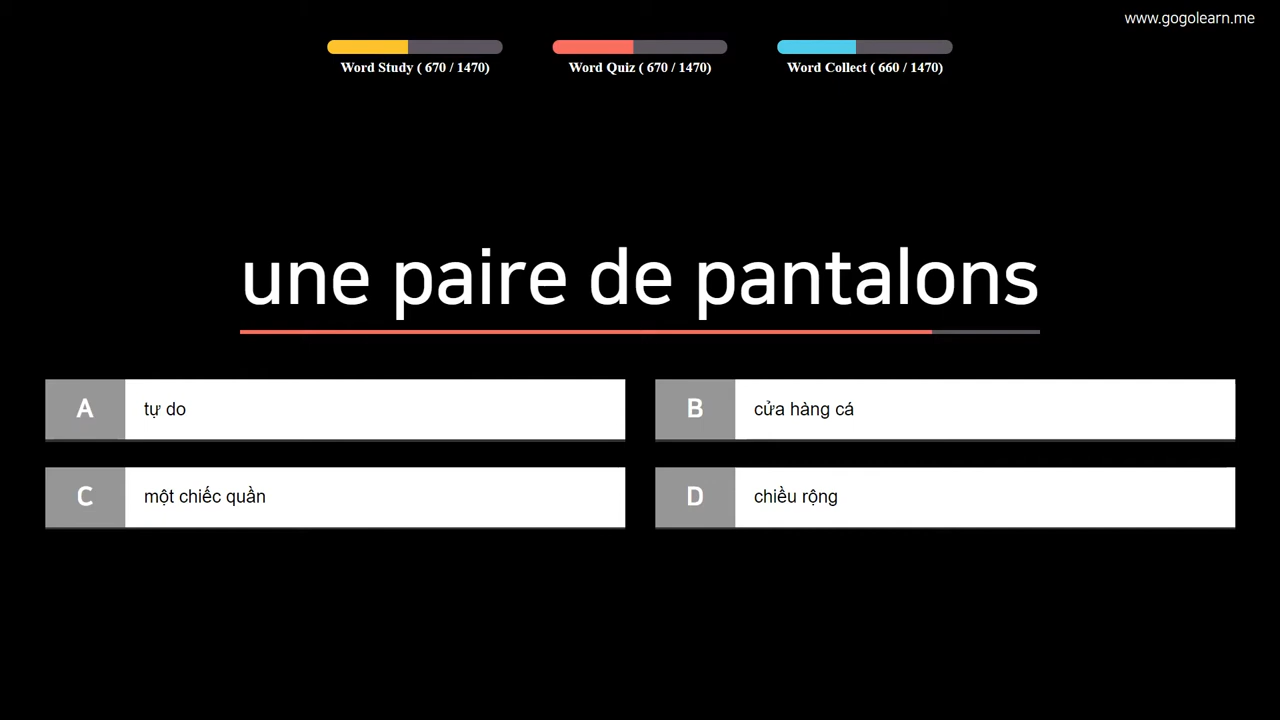 www.gogolearn.me
Word Study ( 670 / 1470)
Word Quiz ( 670 / 1470)
Word Collect ( 660 / 1470)
une paire de pantalons
A tự do
B cửa hàng cá
C một chiếc quần
D chiều rộng